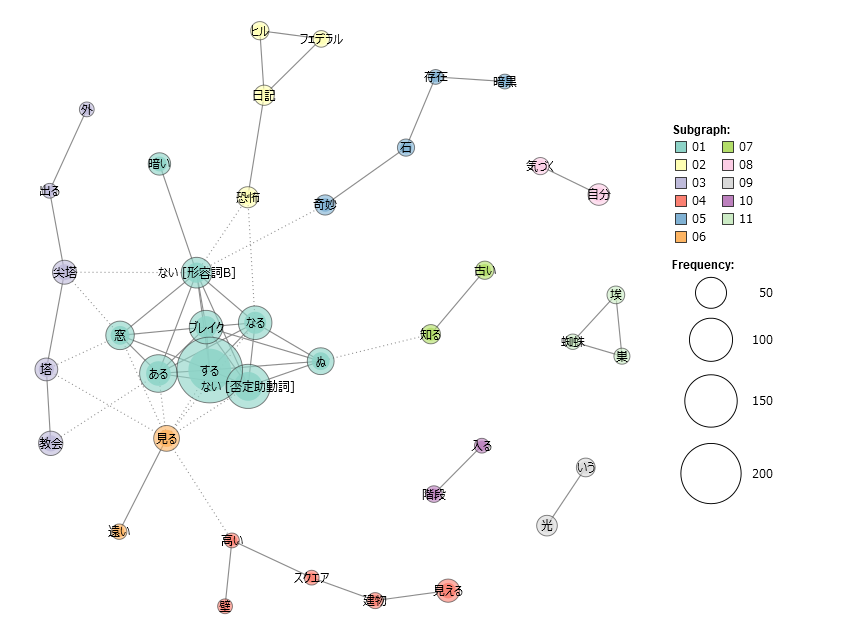 ヒル
フェデラル
存在
暗黒
日記
外
石
暗い
気づく
出る
恐怖
奇妙
自分
尖塔
ない [形容詞B]
古い
埃
窓
ブレイク
なる
知る
蜘蛛
巣
塔
ある
する
ぬ
ない [否定助動詞]
教会
見る
入る
いう
階段
光
遠い
高い
スクエア
壁
建物
見える
Subgraph:
01 07
02 08
03 09
04 10
05 11
06
Frequency:
50
100
150
200